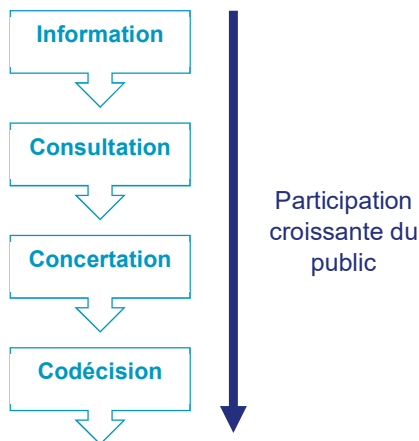 Information
Consultation
Concertation
Codécision
Participation
croissante du
public